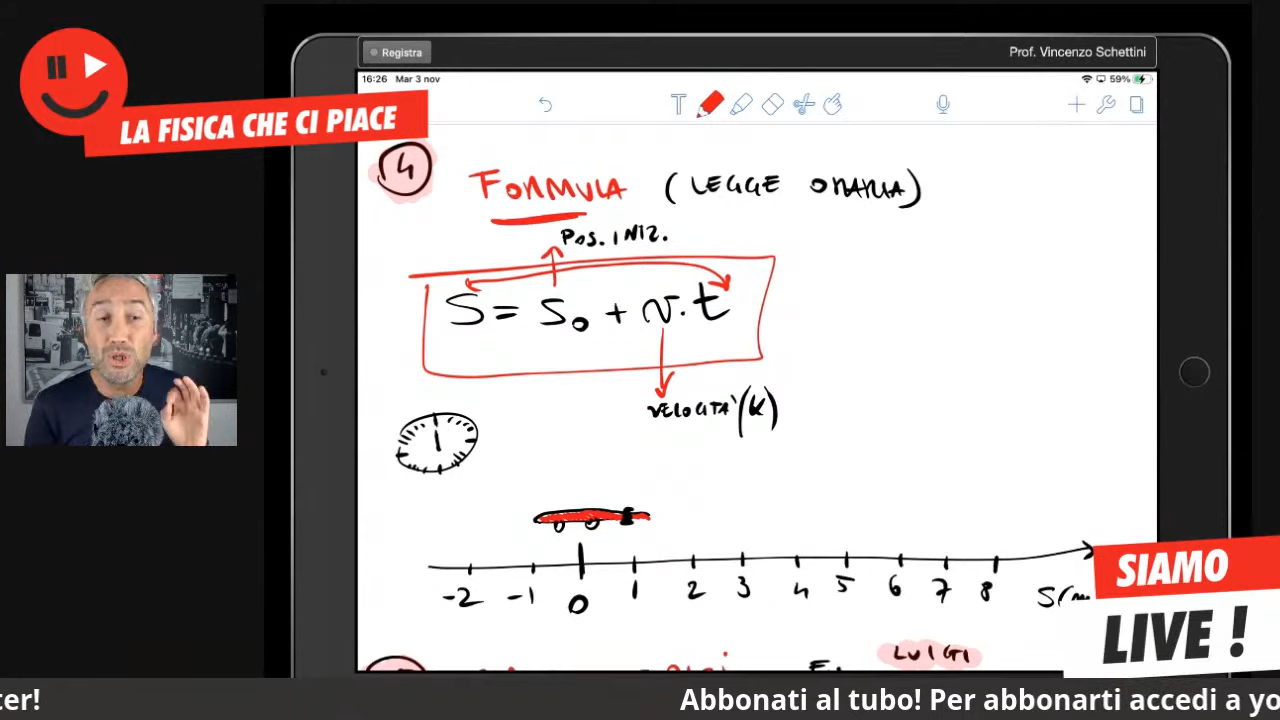 Registra
Prof. Vincenzo Schettini
16:26 Mar 3 nov
59%
LA FISICA CHE CI PIACE
4 FORMULA (LEGGE ORARIA)
POS. INIZ.
S = S₀ + v · t
VELOCITA' (K)
-2 -1 0 1 2 3 4 5 6 7 8 S(m
SIAMO
LIVE !
LUIGI
ter! Abbonati al tubo! Per abbonarti accedi a yo